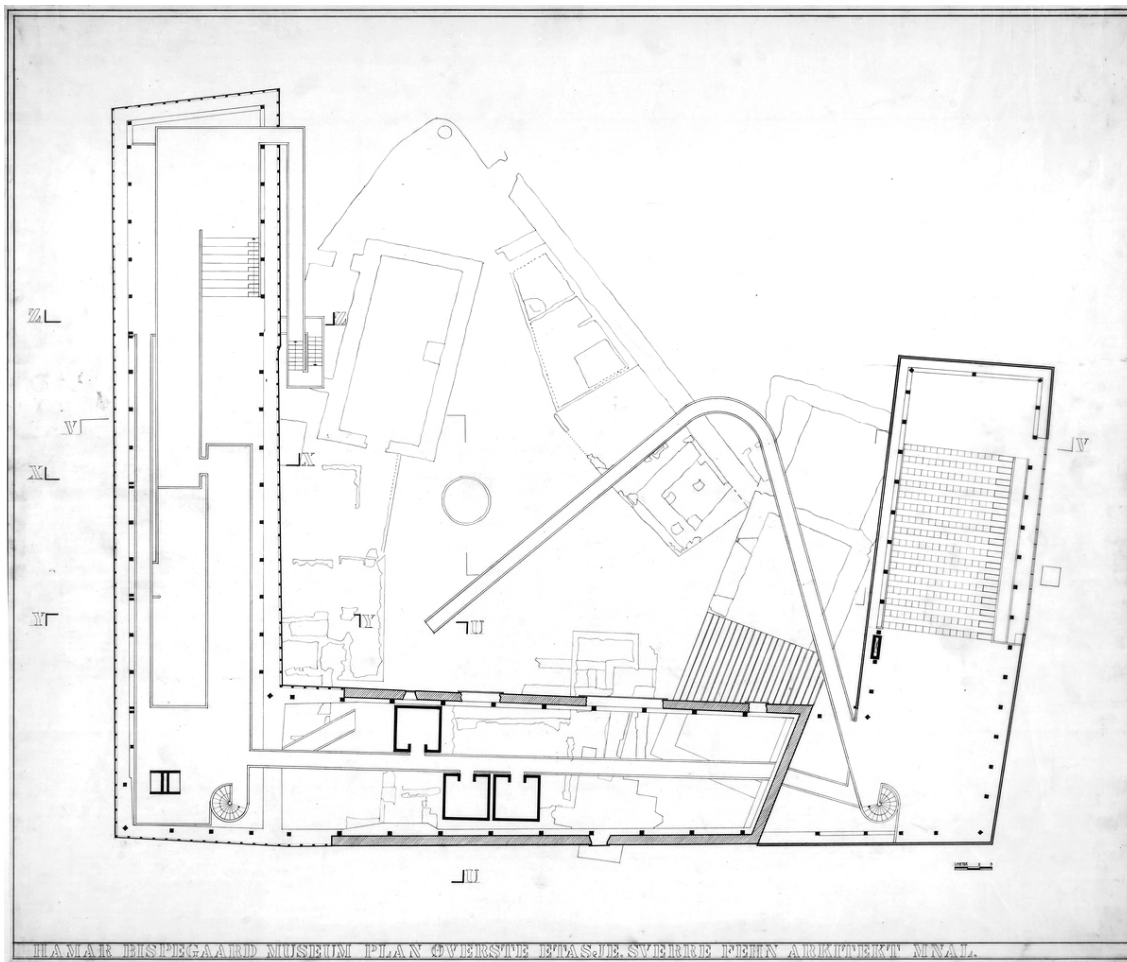 Z
Z
V
V
X
X
Y
Y
U
U
HAMAR BISPEGAARD MUSEUM PLAN ØVERSTE ETASJE. SVERRE FEHN ARKITEKT MNAL.